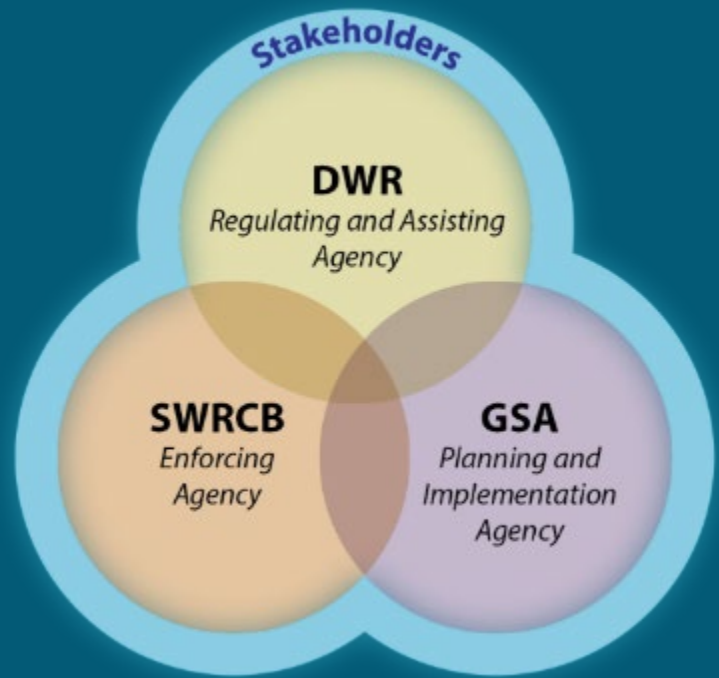 Stakeholders
DWR
Regulating and Assisting
Agency
SWRCB
Enforcing
Agency
GSA
Planning and
Implementation
Agency